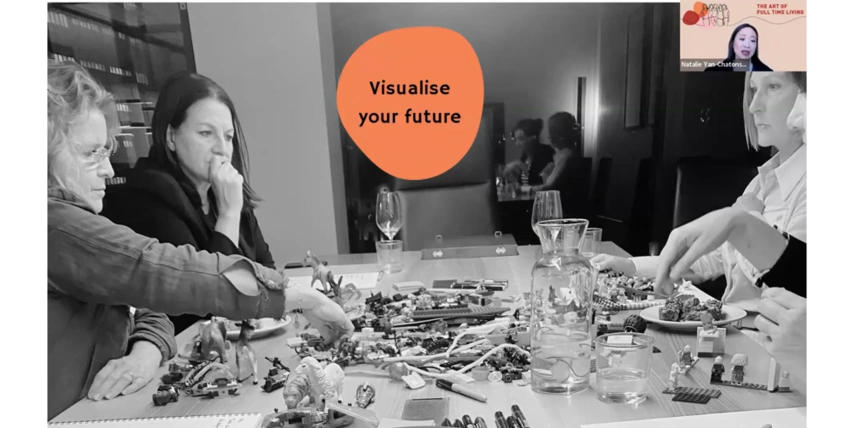 Visualise
your future
THE ART OF
FULL TIME LIVING
Natalie Yan-Chatons...